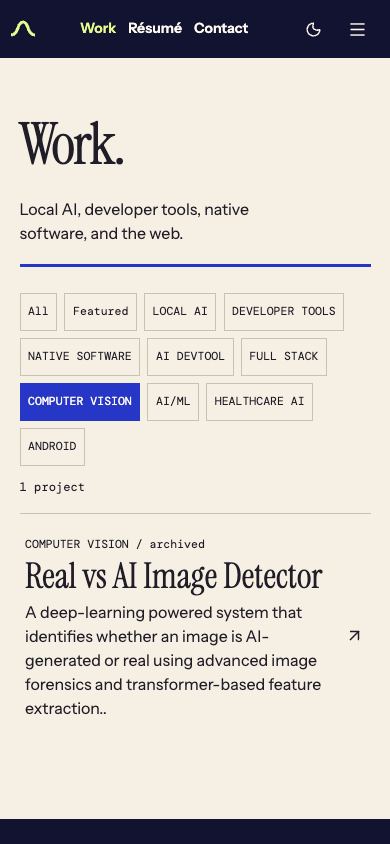 Work Résumé Contact
Work.
Local AI, developer tools, native
software, and the web.
All Featured LOCAL AI DEVELOPER TOOLS
NATIVE SOFTWARE AI DEVTOOL FULL STACK
COMPUTER VISION AI/ML HEALTHCARE AI
ANDROID
1 project
COMPUTER VISION / archived
Real vs AI Image Detector
A deep-learning powered system that
identifies whether an image is AI-
generated or real using advanced image
forensics and transformer-based feature
extraction..